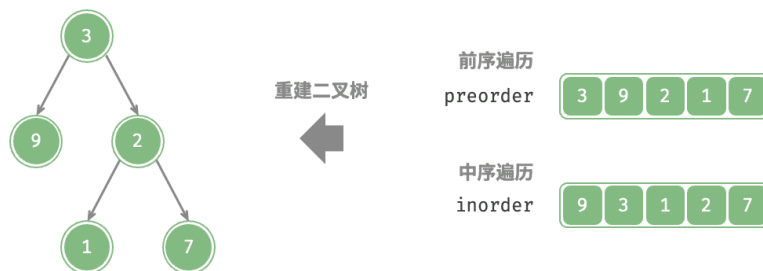 3
9
2
1
7
重建二叉树
前序遍历
preorder 3 9 2 1 7
中序遍历
inorder 9 3 1 2 7